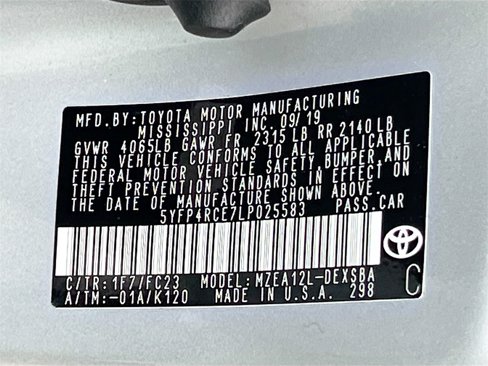 MFD.BY:TOYOTA MOTOR MANUFACTURING
MISSISSIPPI INC. 09/19
GVWR 4065LB GAWR FR 2315 LB RR 2140 LB
THIS VEHICLE CONFORMS TO ALL APPLICABLE
FEDERAL MOTOR VEHICLE SAFETY, BUMPER, AND
THEFT PREVENTION STANDARDS IN EFFECT ON
THE DATE OF MANUFACTURE SHOWN ABOVE.
5YFP4RCE7LP025583 PASS.CAR
C/TR:1F7/FC23 MODEL:MZEA12L-DEXSBA
A/TM:-01A/K120 MADE IN U.S.A. 298
C